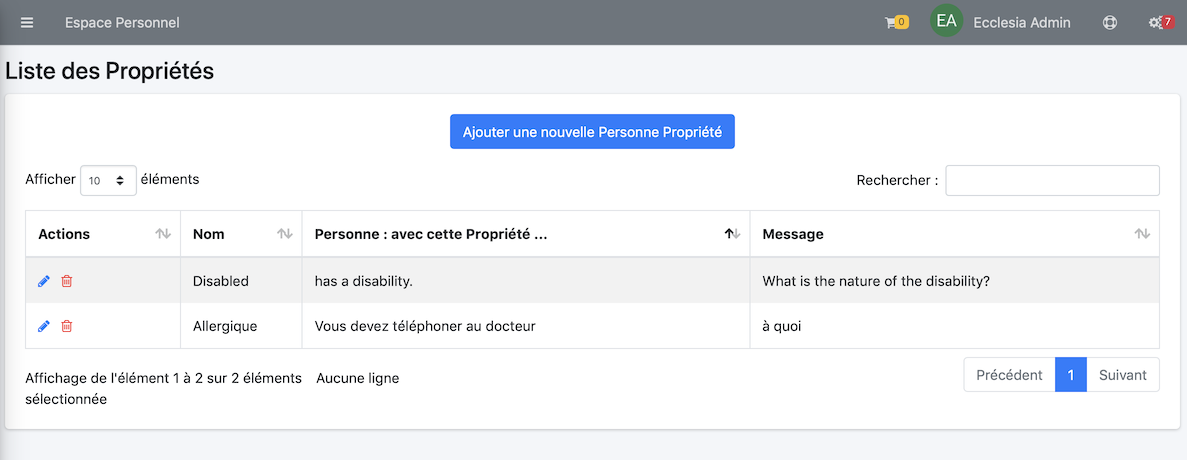 Espace Personnel 0 EA Ecclesia Admin 7
Liste des Propriétés
Ajouter une nouvelle Personne Propriété
Afficher 10 éléments Rechercher :
Actions Nom Personne : avec cette Propriété ... Message
Disabled has a disability. What is the nature of the disability?
Allergique Vous devez téléphoner au docteur à quoi
Affichage de l'élément 1 à 2 sur 2 éléments Aucune ligne
sélectionnée
Précédent 1 Suivant